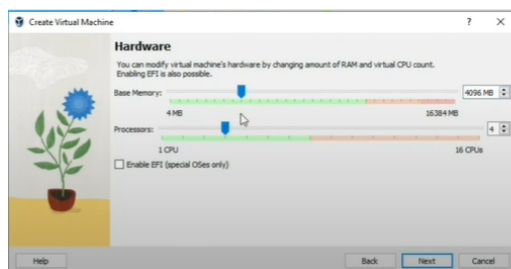 Create Virtual Machine
Hardware
You can modify virtual machine's hardware by changing amount of RAM and virtual CPU count.
Enabling EFI is also possible.
Base Memory:
4096 MB
4 MB
16384 MB
Processors:
4
1 CPU
16 CPUs
Enable EFI (special OSes only)
Help
Back
Next
Cancel